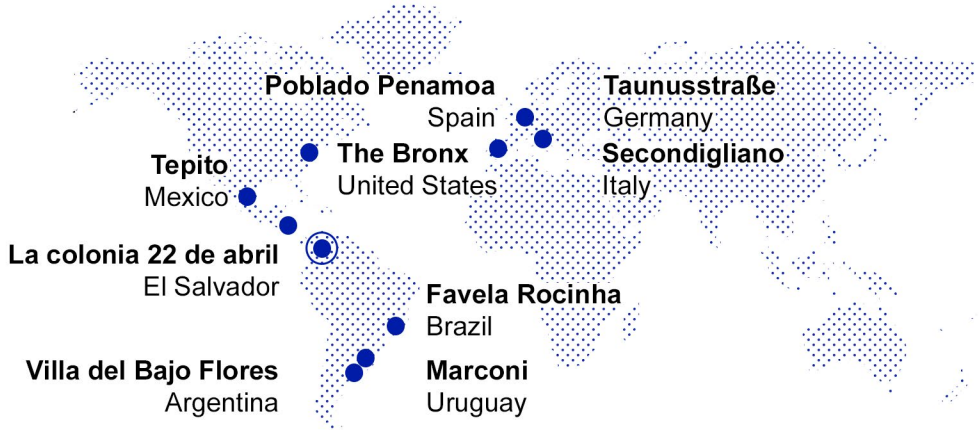 Poblado Penamoa
Spain
Taunusstraße
Germany
The Bronx
United States
Secondigliano
Italy
Tepito
Mexico
La colonia 22 de abril
El Salvador
Favela Rocinha
Brazil
Villa del Bajo Flores
Argentina
Marconi
Uruguay